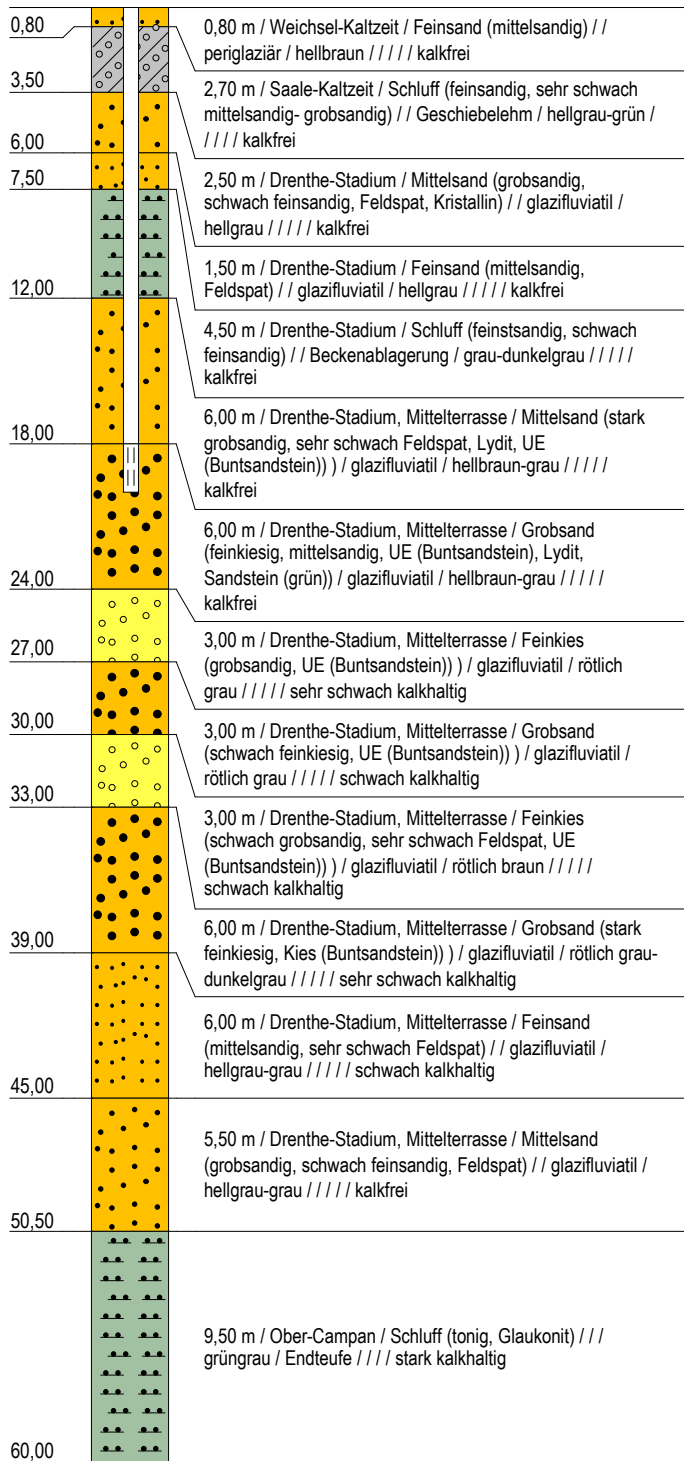 0,80
0,80 m / Weichsel-Kaltzeit / Feinsand (mittelsandig) / /
periglaziär / hellbraun / / / / / kalkfrei
3,50
2,70 m / Saale-Kaltzeit / Schluff (feinsandig, sehr schwach
mittelsandig- grobsandig) / / Geschiebelehm / hellgrau-grün /
/ / / / kalkfrei
6,00
2,50 m / Drenthe-Stadium / Mittelsand (grobsandig,
schwach feinsandig, Feldspat, Kristallin) / / glazifluviatil /
hellgrau / / / / / kalkfrei
7,50
1,50 m / Drenthe-Stadium / Feinsand (mittelsandig,
Feldspat) / / glazifluviatil / hellgrau / / / / / kalkfrei
12,00
4,50 m / Drenthe-Stadium / Schluff (feinstsandig, schwach
feinsandig) / / Beckenablagerung / grau-dunkelgrau / / / / /
kalkfrei
18,00
6,00 m / Drenthe-Stadium, Mittelterrasse / Mittelsand (stark
grobsandig, sehr schwach Feldspat, Lydit, UE
(Buntsandstein)) ) / glazifluviatil / hellbraun-grau / / / / /
kalkfrei
24,00
6,00 m / Drenthe-Stadium, Mittelterrasse / Grobsand
(feinkiesig, mittelsandig, UE (Buntsandstein), Lydit,
Sandstein (grün)) / glazifluviatil / hellbraun-grau / / / / /
kalkfrei
27,00
3,00 m / Drenthe-Stadium, Mittelterrasse / Feinkies
(grobsandig, UE (Buntsandstein)) ) / glazifluviatil / rötlich
grau / / / / / sehr schwach kalkhaltig
30,00
3,00 m / Drenthe-Stadium, Mittelterrasse / Grobsand
(schwach feinkiesig, UE (Buntsandstein)) ) / glazifluviatil /
rötlich grau / / / / / schwach kalkhaltig
33,00
3,00 m / Drenthe-Stadium, Mittelterrasse / Feinkies
(schwach grobsandig, sehr schwach Feldspat, UE
(Buntsandstein)) ) / glazifluviatil / rötlich braun / / / / /
schwach kalkhaltig
39,00
6,00 m / Drenthe-Stadium, Mittelterrasse / Grobsand (stark
feinkiesig, Kies (Buntsandstein)) ) / glazifluviatil / rötlich grau-
dunkelgrau / / / / / sehr schwach kalkhaltig
45,00
6,00 m / Drenthe-Stadium, Mittelterrasse / Feinsand
(mittelsandig, sehr schwach Feldspat) / / glazifluviatil /
hellgrau-grau / / / / / schwach kalkhaltig
50,50
5,50 m / Drenthe-Stadium, Mittelterrasse / Mittelsand
(grobsandig, schwach feinsandig, Feldspat) / / glazifluviatil /
hellgrau-grau / / / / / kalkfrei
60,00
9,50 m / Ober-Campan / Schluff (tonig, Glaukonit) / / /
grüngrau / Endteufe / / / / stark kalkhaltig